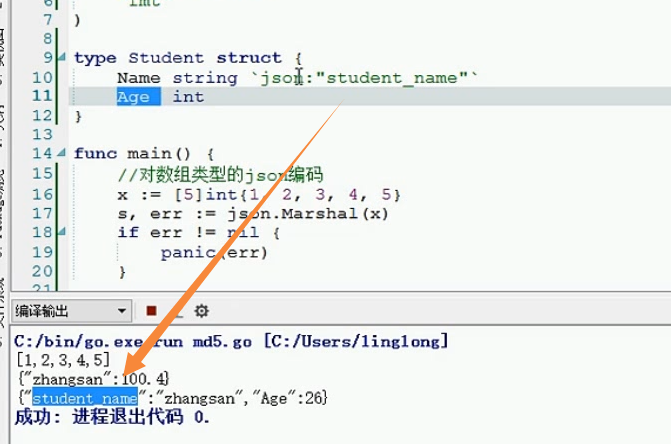 6
7 )
8
9 type Student struct {
10 Name string `json:"student_name"`
11 Age int
12 }
13
14 func main() {
15 //对数组类型的json编码
16 x := [5]int{1, 2, 3, 4, 5}
17 s, err := json.Marshal(x)
18 if err != nil {
19 panic(err)
20 }
21
编译输出
C:/bin/go.exe run md5.go [C:/Users/linglong]
[1,2,3,4,5]
{"zhangsan":100.4}
{"student_name":"zhangsan","Age":26}
成功: 进程退出代码 0.